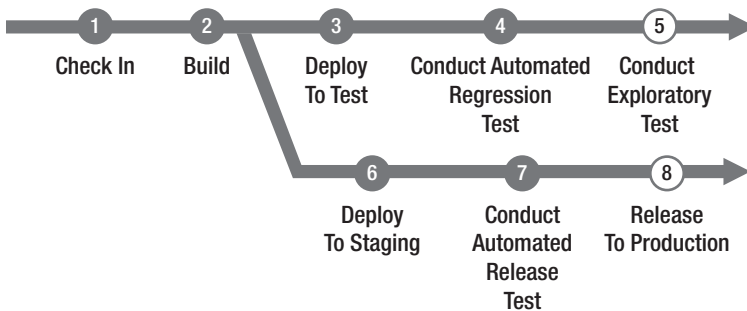 1
2
3
4
5
Check In
Build
Deploy
To Test
Conduct Automated
Regression
Test
Conduct
Exploratory
Test
6
7
8
Deploy
To Staging
Conduct
Automated
Release
Test
Release
To Production